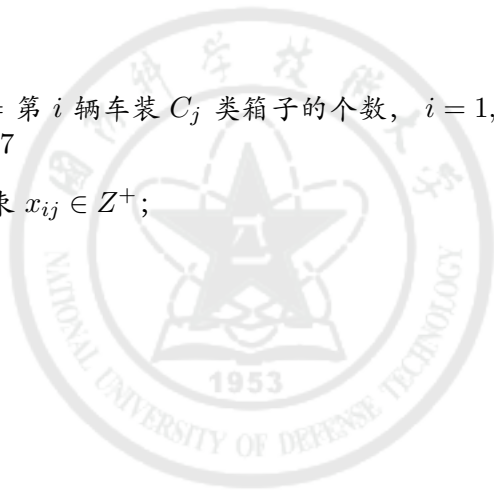 第 i 辆车装 C_j 类箱子的个数， i = 1,
7
x_{ij} ∈ Z^+；
1953
NATIONAL UNIVERSITY OF DEFENSE TECHNOLOGY